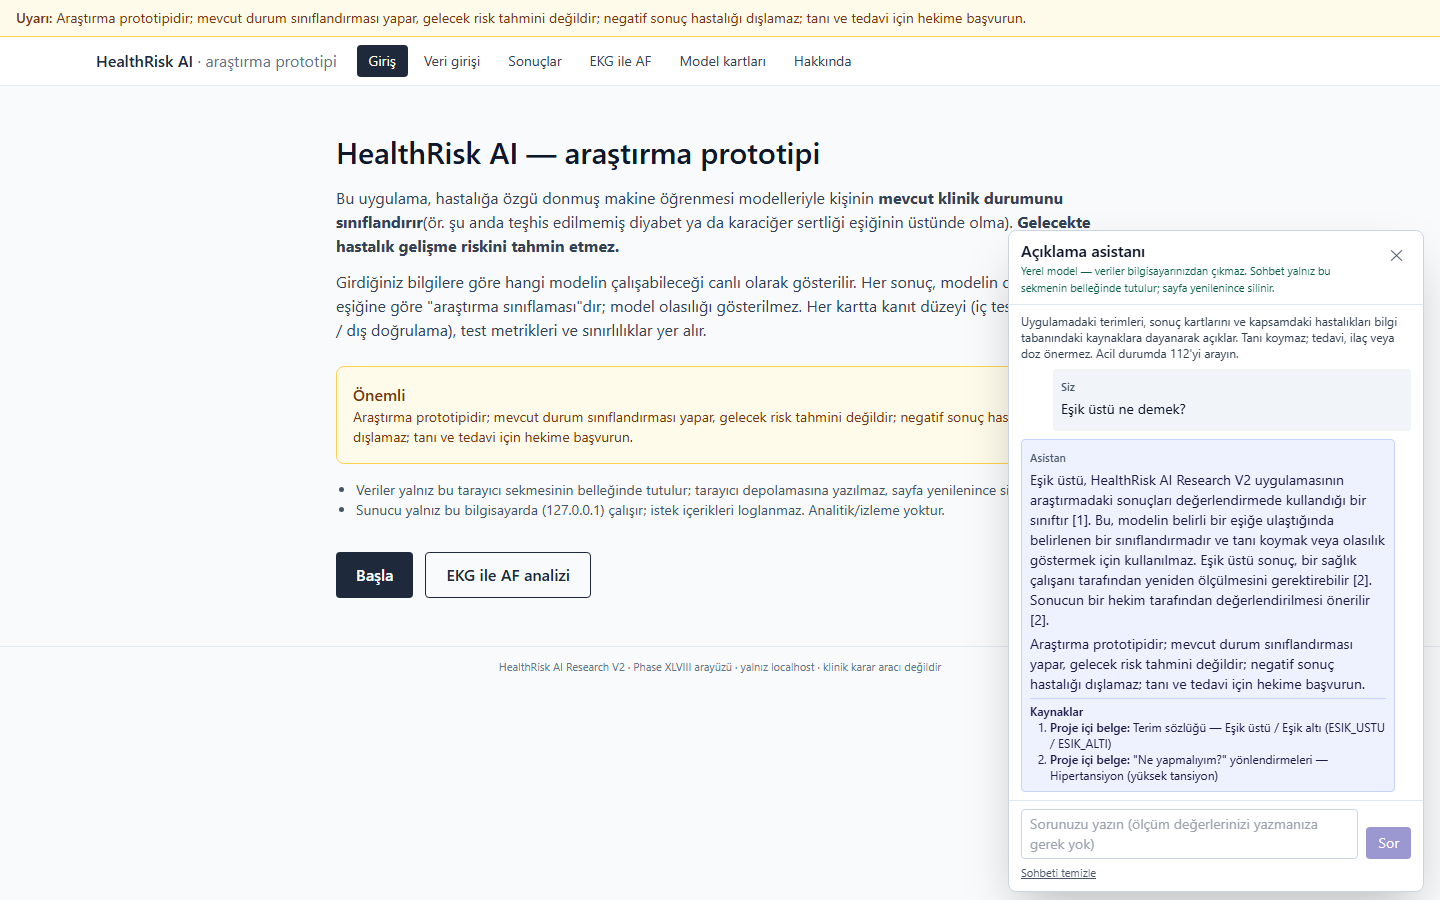 Uyarı: Araştırma prototipidir; mevcut durum sınıflandırması yapar, gelecek risk tahmini değildir; negatif sonuç hastalığı dışlamaz; tanı ve tedavi için hekime başvurun.
HealthRisk AI · araştırma prototipi
Giriş
Veri girişi
Sonuçlar
EKG ile AF
Model kartları
Hakkında
HealthRisk AI — araştırma prototipi
Bu uygulama, hastalığa özgü donmuş makine öğrenmesi modelleriyle kişinin mevcut klinik durumunu
sınıflandırır(ör. şu anda teşhis edilmemiş diyabet ya da karaciğer sertliği eşiğinin üstünde olma). Gelecekte
hastalık gelişme riskini tahmin etmez.
Girdiğiniz bilgilere göre hangi modelin çalışabileceği canlı olarak gösterilir. Her sonuç, modelin
eşiğine göre "araştırma sınıflaması"dır; model olasılığı gösterilmez. Her kartta kanıt düzeyi (iç
/ dış doğrulama), test metrikleri ve sınırlılıklar yer alır.
Önemli
Araştırma prototipidir; mevcut durum sınıflandırması yapar, gelecek risk tahmini değildir; negatif sonuç
dışlamaz; tanı ve tedavi için hekime başvurun.
Veriler yalnız bu tarayıcı sekmesinin belleğinde tutulur; tarayıcı depolamasına yazılmaz, sayfa yenilenince
Sunucu yalnız bu bilgisayarda (127.0.0.1) çalışır; istek içerikleri loglanmaz. Analitik/izleme yoktur.
Başla
EKG ile AF analizi
HealthRisk AI Research V2 · Phase XLVIII arayüzü · yalnız localhost · klinik karar aracı değildir
Açıklama asistanı
Yerel model — veriler bilgisayarınızdan çıkmaz. Sohbet yalnız bu
sekmenin belleğinde tutulur; sayfa yenilenince silinir.
Uygulamadaki terimleri, sonuç kartlarını ve kapsamdaki hastalıkları bilgi
tabanındaki kaynaklara dayanarak açıklar. Tanı koymaz; tedavi, ilaç veya
doz önermez. Acil durumda 112'yi arayın.
Siz
Eşik üstü ne demek?
Asistan
Eşik üstü, HealthRisk AI Research V2 uygulamasının
araştırmadaki sonuçları değerlendirmede kullandığı bir
sınıftır [1]. Bu, modelin belirli bir eşiğe ulaştığında
belirlenen bir sınıflandırmadır ve tanı koymak veya olasılık
göstermek için kullanılmaz. Eşik üstü sonuç, bir sağlık
çalışanı tarafından yeniden ölçülmesini gerektirebilir [2].
Sonucun bir hekim tarafından değerlendirilmesi önerilir
[2].
Araştırma prototipidir; mevcut durum sınıflandırması
yapar, gelecek risk tahmini değildir; negatif sonuç
hastalığı dışlamaz; tanı ve tedavi için hekime başvurun.
Kaynaklar
1. Proje içi belge: Terim sözlüğü — Eşik üstü / Eşik altı (ESIK_USTU
/ ESIK_ALTI)
2. Proje içi belge: "Ne yapmalıyım?" yönlendirmeleri —
Hipertansiyon (yüksek tansiyon)
Sorunuzu yazın (ölçüm değerlerinizi yazmanıza
gerek yok)
Sor
Sohbeti temizle